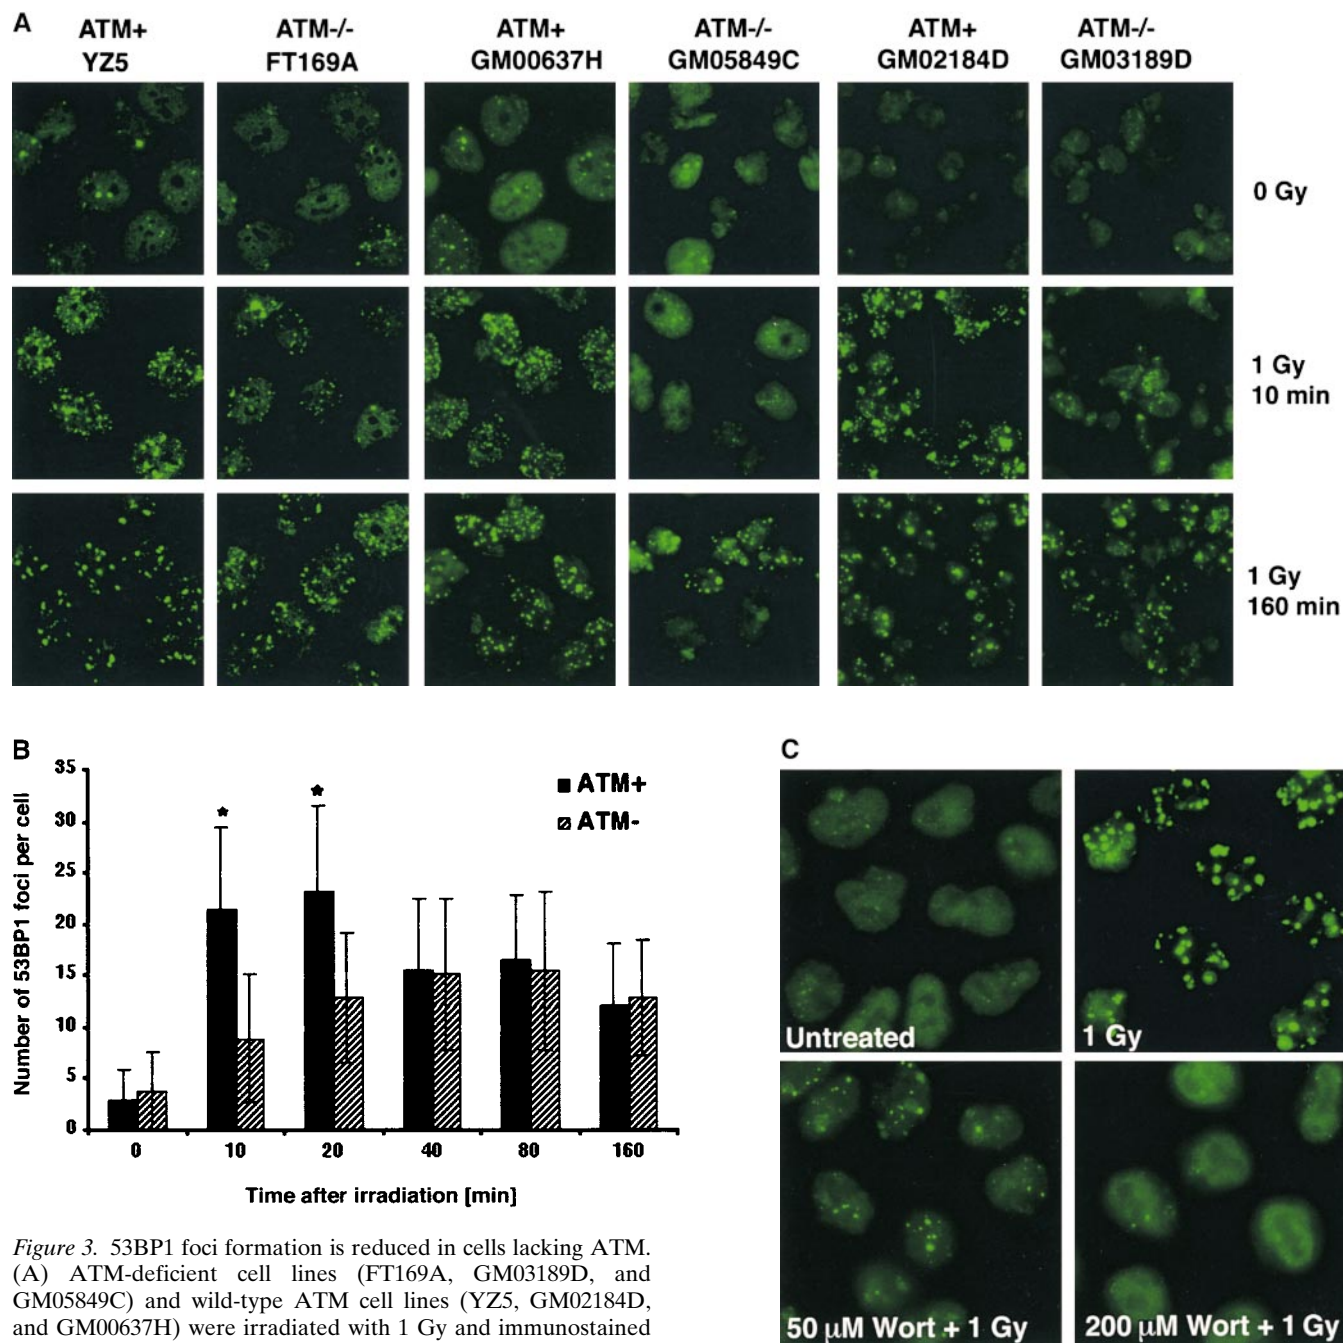 A
ATM+ ATM-/- ATM+ ATM-/- ATM+ ATM-/-
YZ5 FT169A GM00637H GM05849C GM02184D GM03189D
0 Gy
1 Gy
10 min
1 Gy
160 min
B
35
30
25
20
15
10
5
0
Number of 53BP1 foci per cell
* *
ATM+
ATM-
0 10 20 40 80 160
Time after irradiation [min]
Figure 3. 53BP1 foci formation is reduced in cells lacking ATM.
(A) ATM-deficient cell lines (FT169A, GM03189D, and
GM05849C) and wild-type ATM cell lines (YZ5, GM02184D,
and GM00637H) were irradiated with 1 Gy and immunostained
C
Untreated
1 Gy
50 μM Wort + 1 Gy
200 μM Wort + 1 Gy